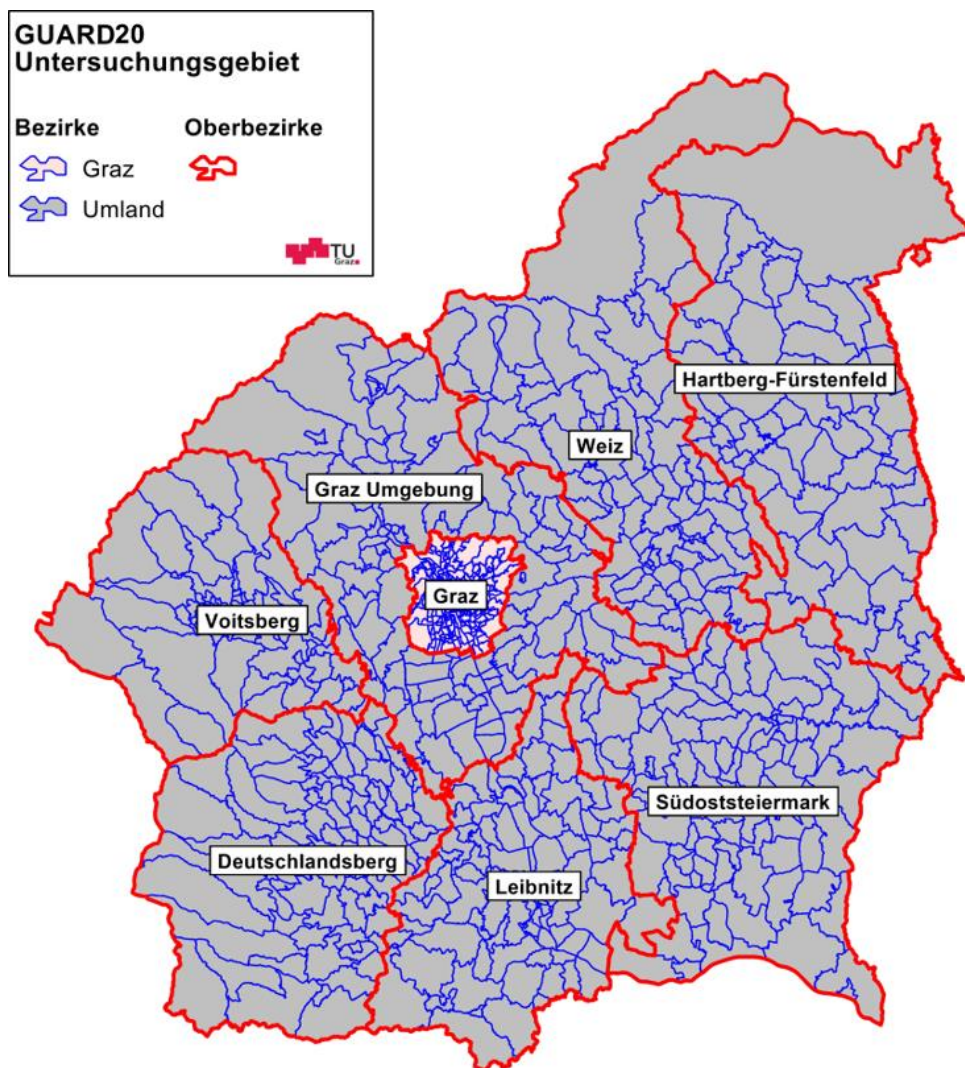 GUARD20
Untersuchungsgebiet
Bezirke
Oberbezirke
Graz
Umland
TU
Graz
Hartberg-Fürstenfeld
Weiz
Graz Umgebung
Graz
Voitsberg
Südoststeiermark
Deutschlandsberg
Leibnitz